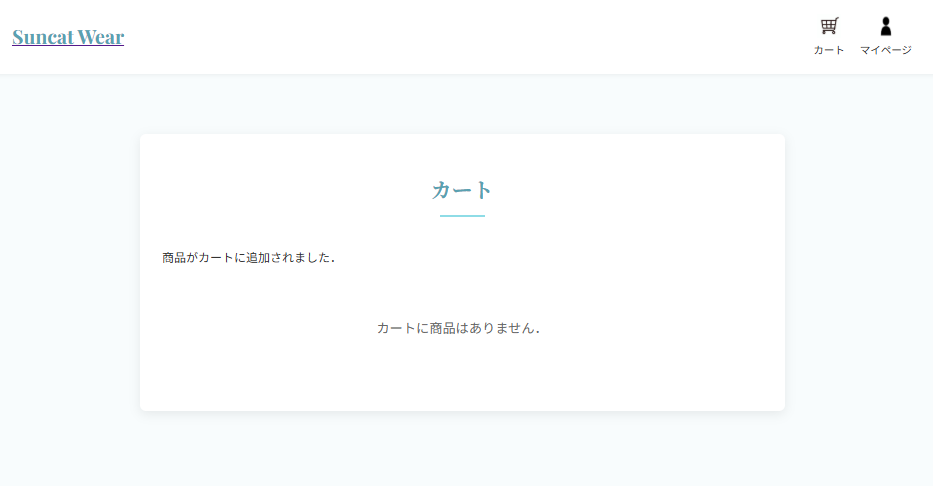 Suncat Wear
カート
マイページ
カート
商品がカートに追加されました．
カートに商品はありません．